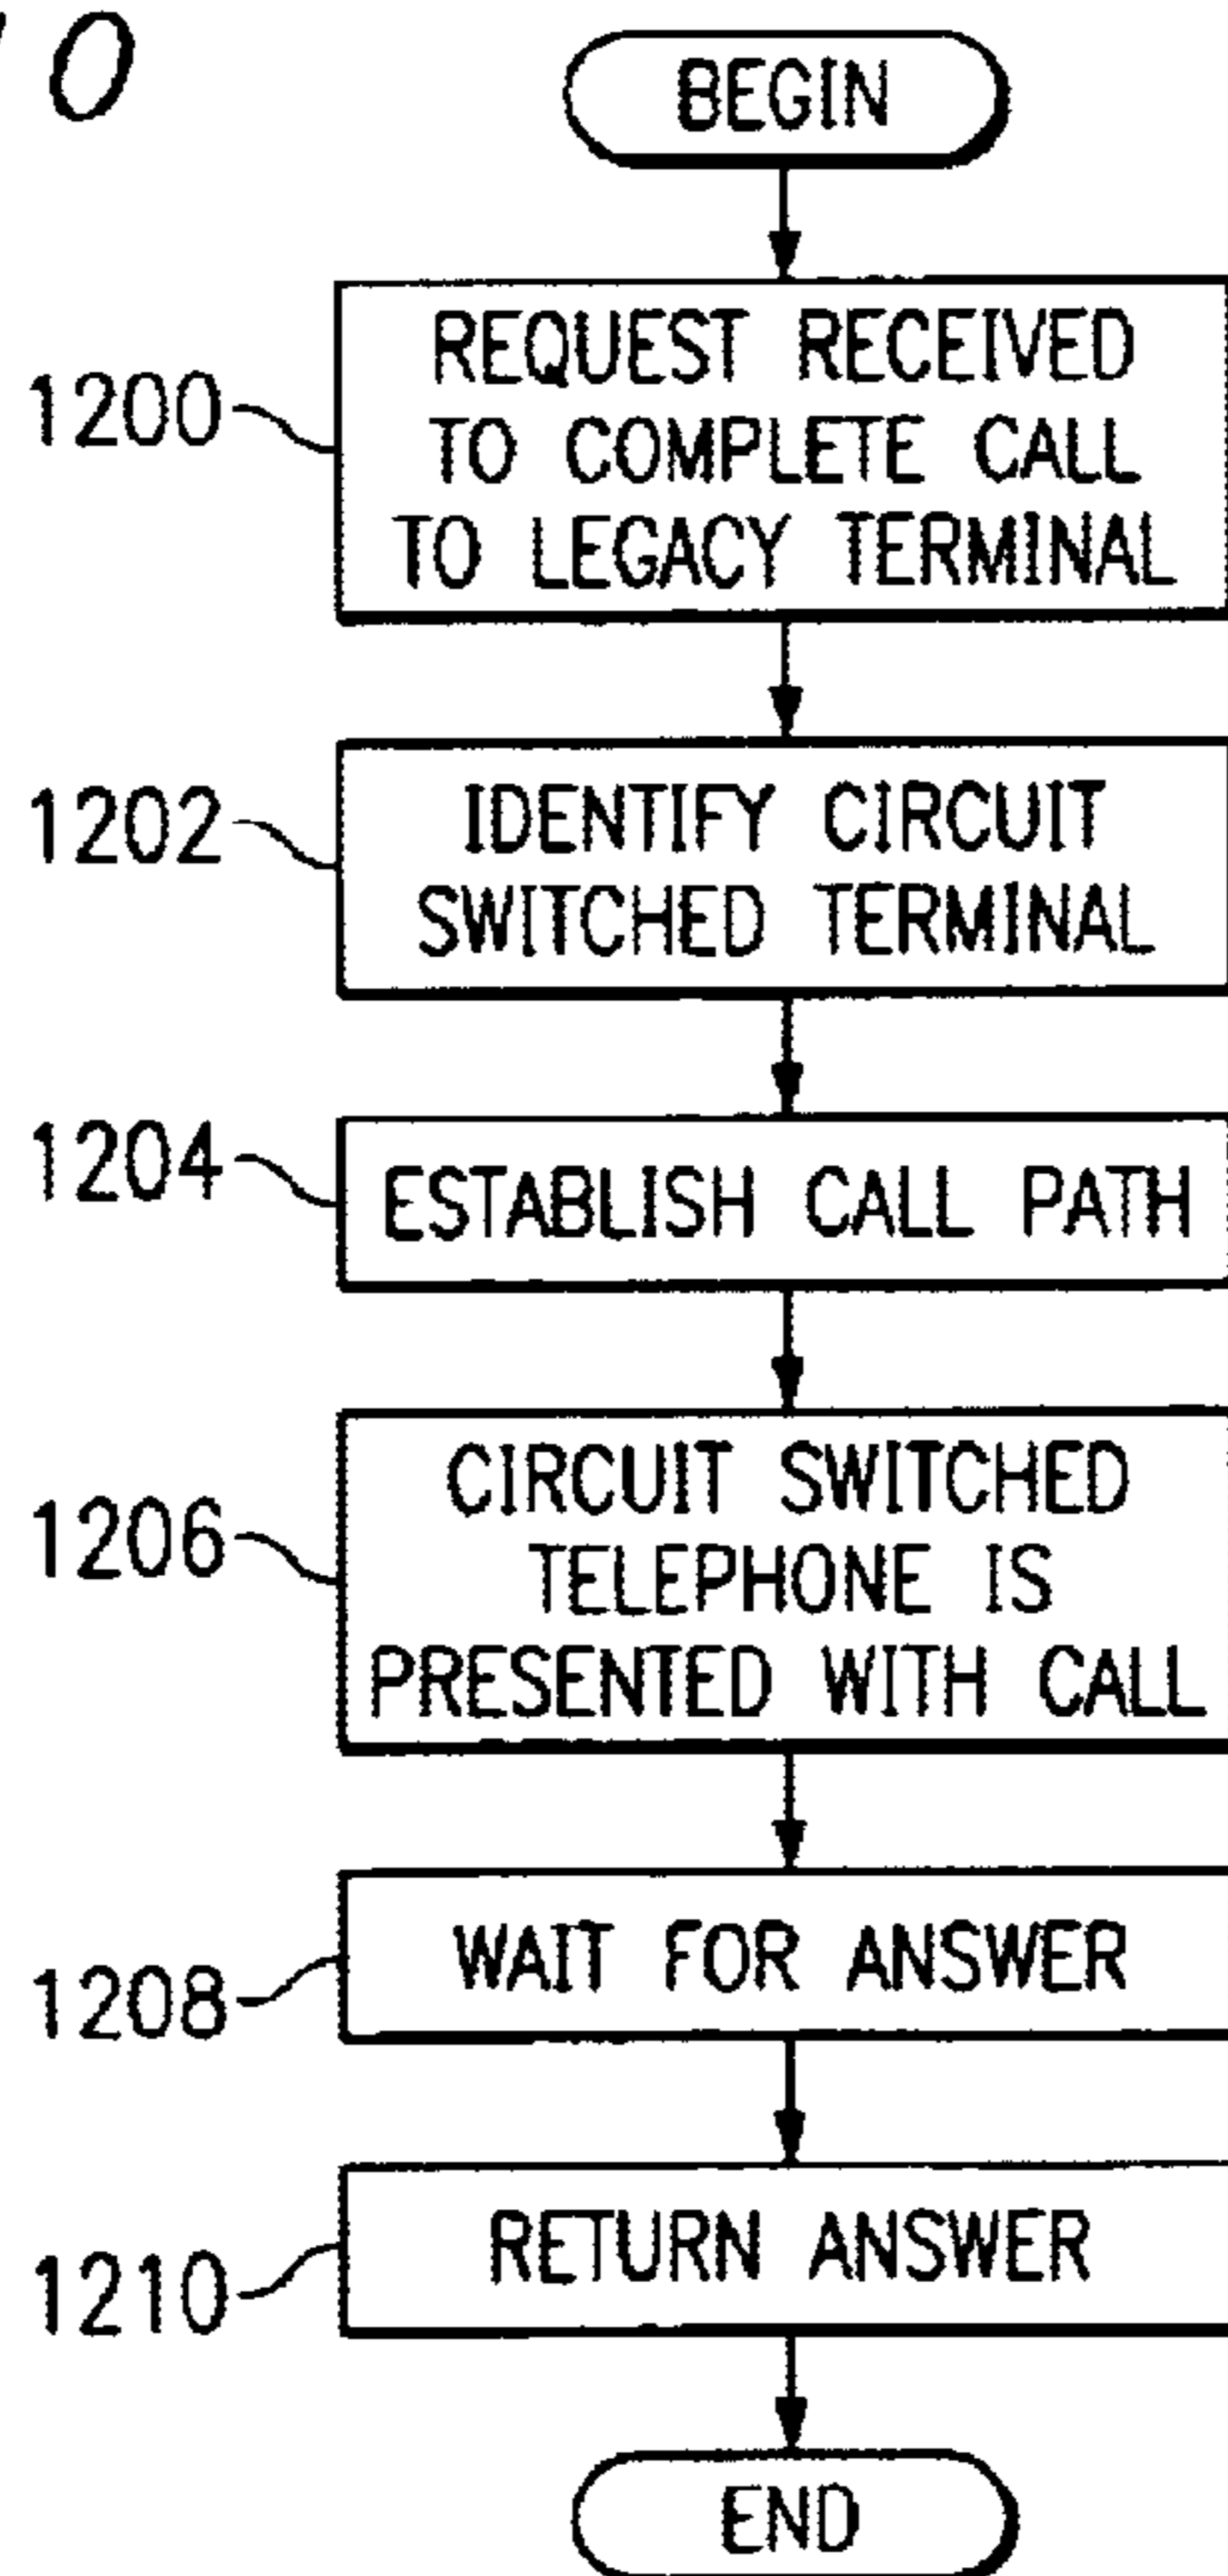 0
BEGIN
1200
REQUEST RECEIVED
TO COMPLETE CALL
TO LEGACY TERMINAL
1202
IDENTIFY CIRCUIT
SWITCHED TERMINAL
1204
ESTABLISH CALL PATH
1206
CIRCUIT SWITCHED
TELEPHONE IS
PRESENTED WITH CALL
1208
WAIT FOR ANSWER
1210
RETURN ANSWER
END